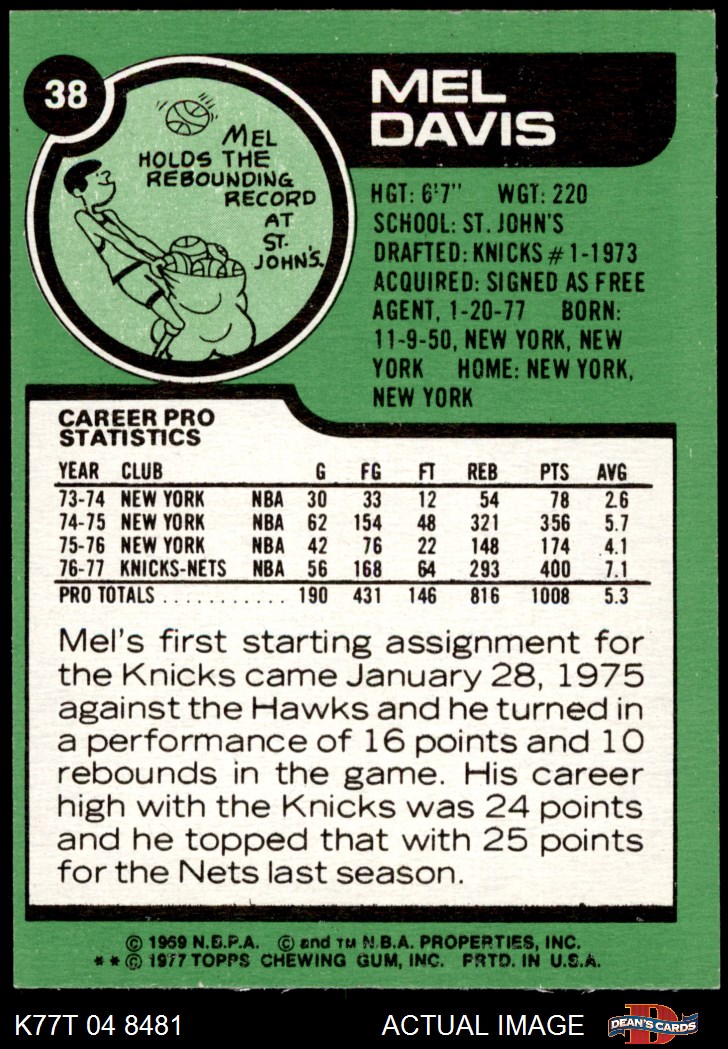 38
MEL
DAVIS
MEL
HOLDS THE
REBOUNDING
RECORD
AT
ST.
JOHN'S.
HGT: 6'7" WGT: 220
SCHOOL: ST. JOHN'S
DRAFTED: KNICKS #1-1973
ACQUIRED: SIGNED AS FREE
AGENT, 1-20-77 BORN:
11-9-50, NEW YORK, NEW
YORK HOME: NEW YORK,
NEW YORK
CAREER PRO
STATISTICS
YEAR CLUB G FG FT REB PTS AVG
73-74 NEW YORK NBA 30 33 12 54 78 2.6
74-75 NEW YORK NBA 62 154 48 321 356 5.7
75-76 NEW YORK NBA 42 76 22 148 174 4.1
76-77 KNICKS-NETS NBA 56 168 64 293 400 7.1
PRO TOTALS ........... 190 431 146 816 1008 5.3
Mel's first starting assignment for
the Knicks came January 28, 1975
against the Hawks and he turned in
a performance of 16 points and 10
rebounds in the game. His career
high with the Knicks was 24 points
and he topped that with 25 points
for the Nets last season.
© 1969 N.B.P.A. © and TM N.B.A. PROPERTIES, INC.
** © 1977 TOPPS CHEWING GUM, INC. PRTD. IN U.S.A.
K77T 04 8481 ACTUAL IMAGE DEAN'S CARDS